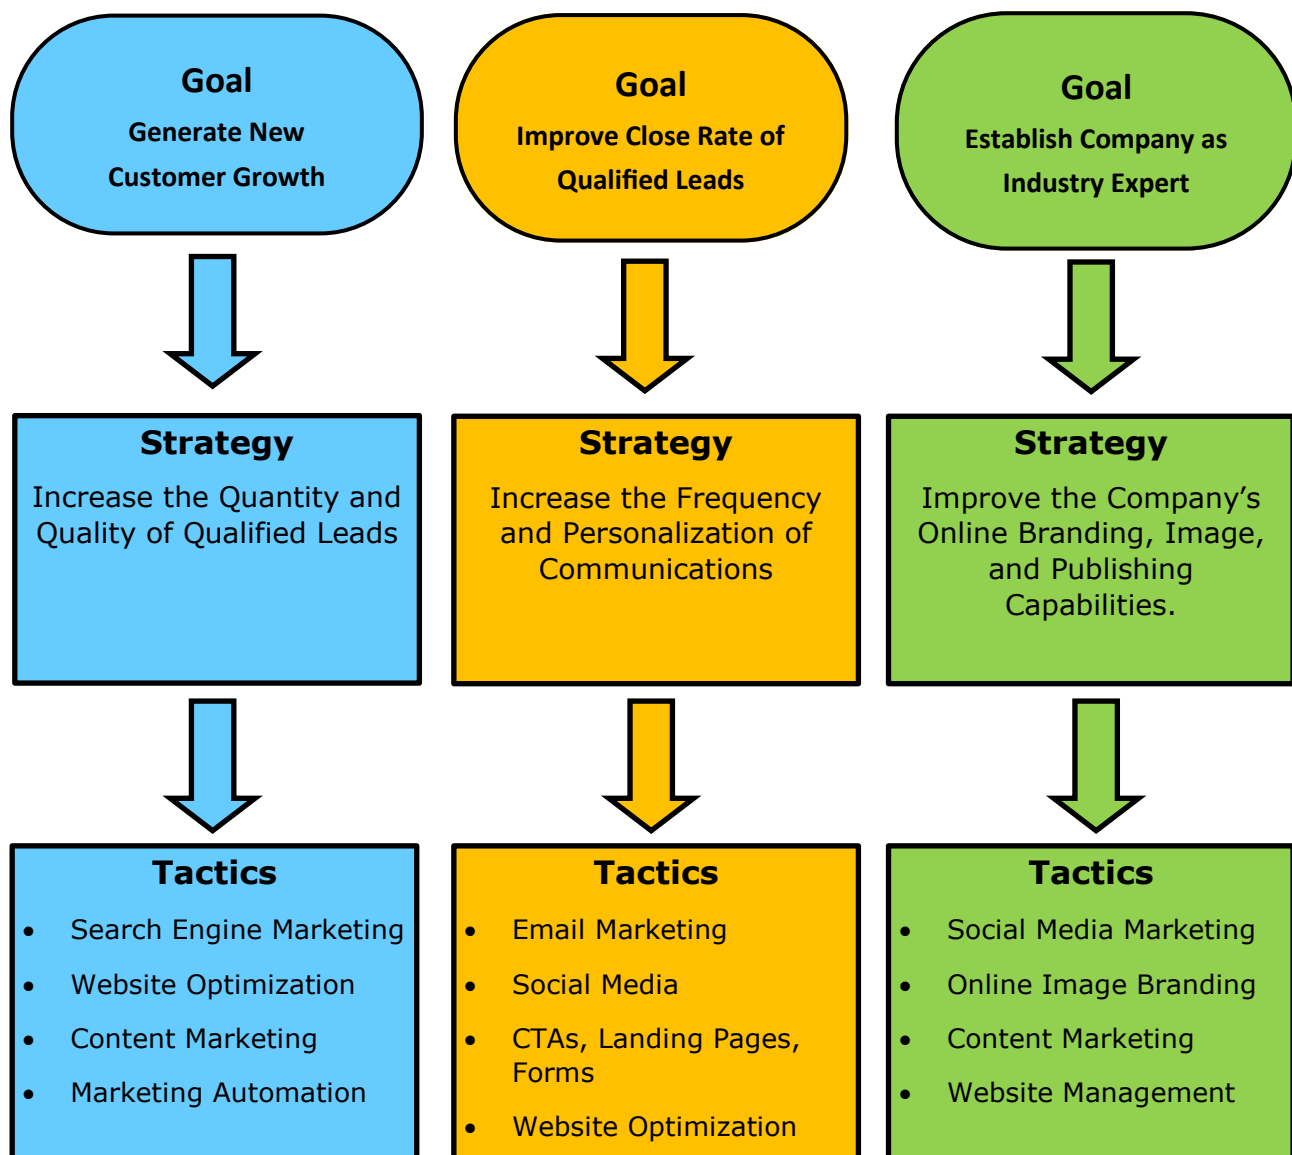 Goal
Generate New
Customer Growth
Goal
Improve Close Rate of
Qualified Leads
Goal
Establish Company as
Industry Expert
Strategy
Increase the Quantity and
Quality of Qualified Leads
Strategy
Increase the Frequency
and Personalization of
Communications
Strategy
Improve the Company’s
Online Branding, Image,
and Publishing
Capabilities.
Tactics
• Search Engine Marketing
• Website Optimization
• Content Marketing
• Marketing Automation
Tactics
• Email Marketing
• Social Media
• CTAs, Landing Pages,
Forms
• Website Optimization
Tactics
• Social Media Marketing
• Online Image Branding
• Content Marketing
• Website Management